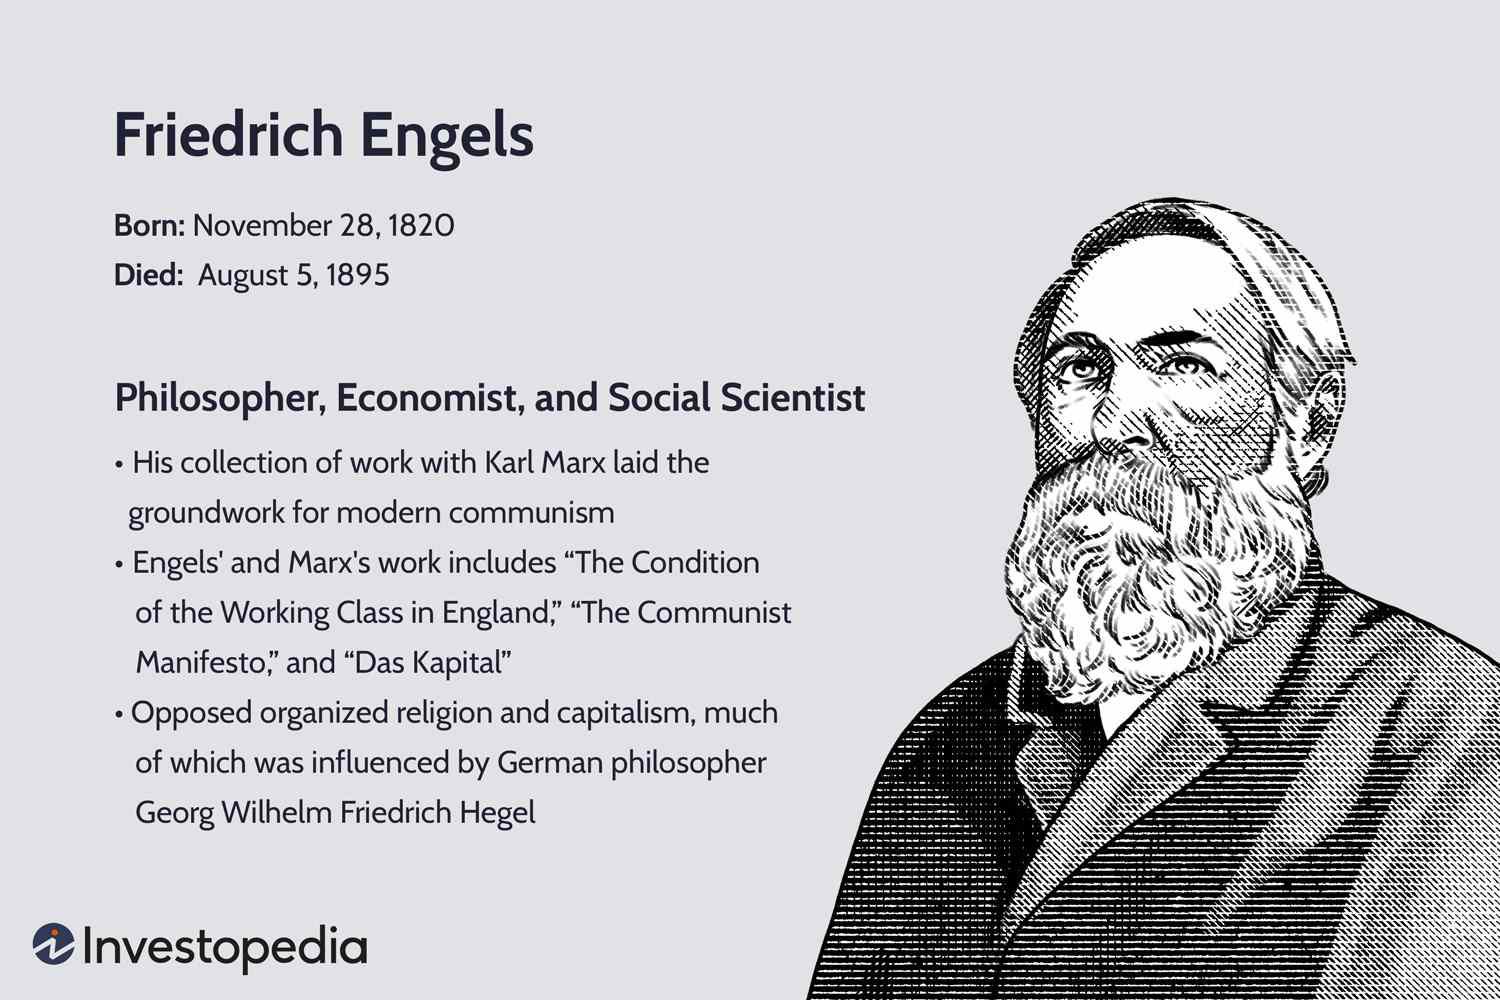 Friedrich Engels
Born: November 28, 1820
Died: August 5, 1895
Philosopher, Economist, and Social Scientist
• His collection of work with Karl Marx laid the
groundwork for modern communism
• Engels' and Marx's work includes “The Condition
of the Working Class in England,” “The Communist
Manifesto,” and “Das Kapital”
• Opposed organized religion and capitalism, much
of which was influenced by German philosopher
Georg Wilhelm Friedrich Hegel
Investopedia